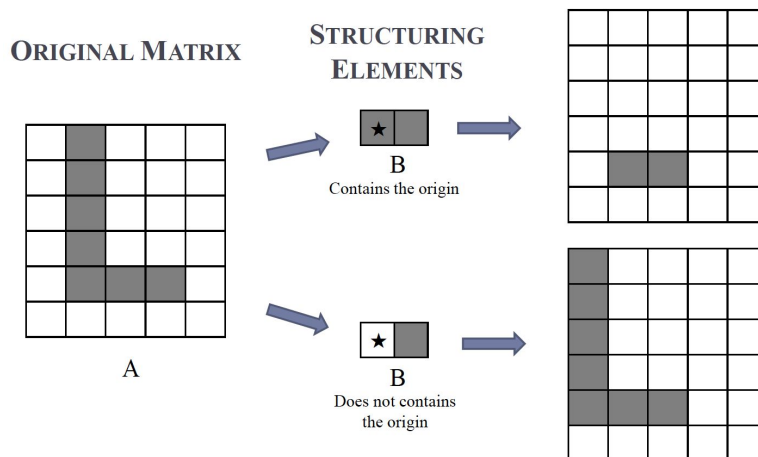 ORIGINAL MATRIX
STRUCTURING
ELEMENTS
B
Contains the origin
A
B
Does not contains
the origin